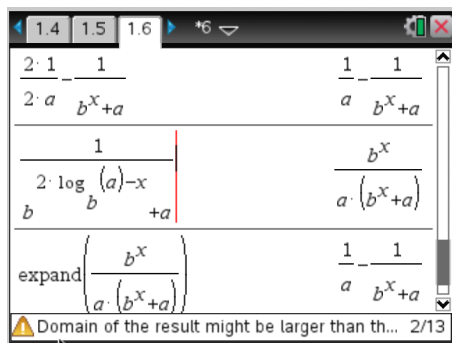 1.4 1.5 1.6 *6
2·1/2·a - 1/b^x+a 1/a - 1/b^x+a
1/b^2·log_b(a)-x+a b^x/a·(b^x+a)
expand(b^x/a·(b^x+a)) 1/a - 1/b^x+a
Domain of the result might be larger than th... 2/13